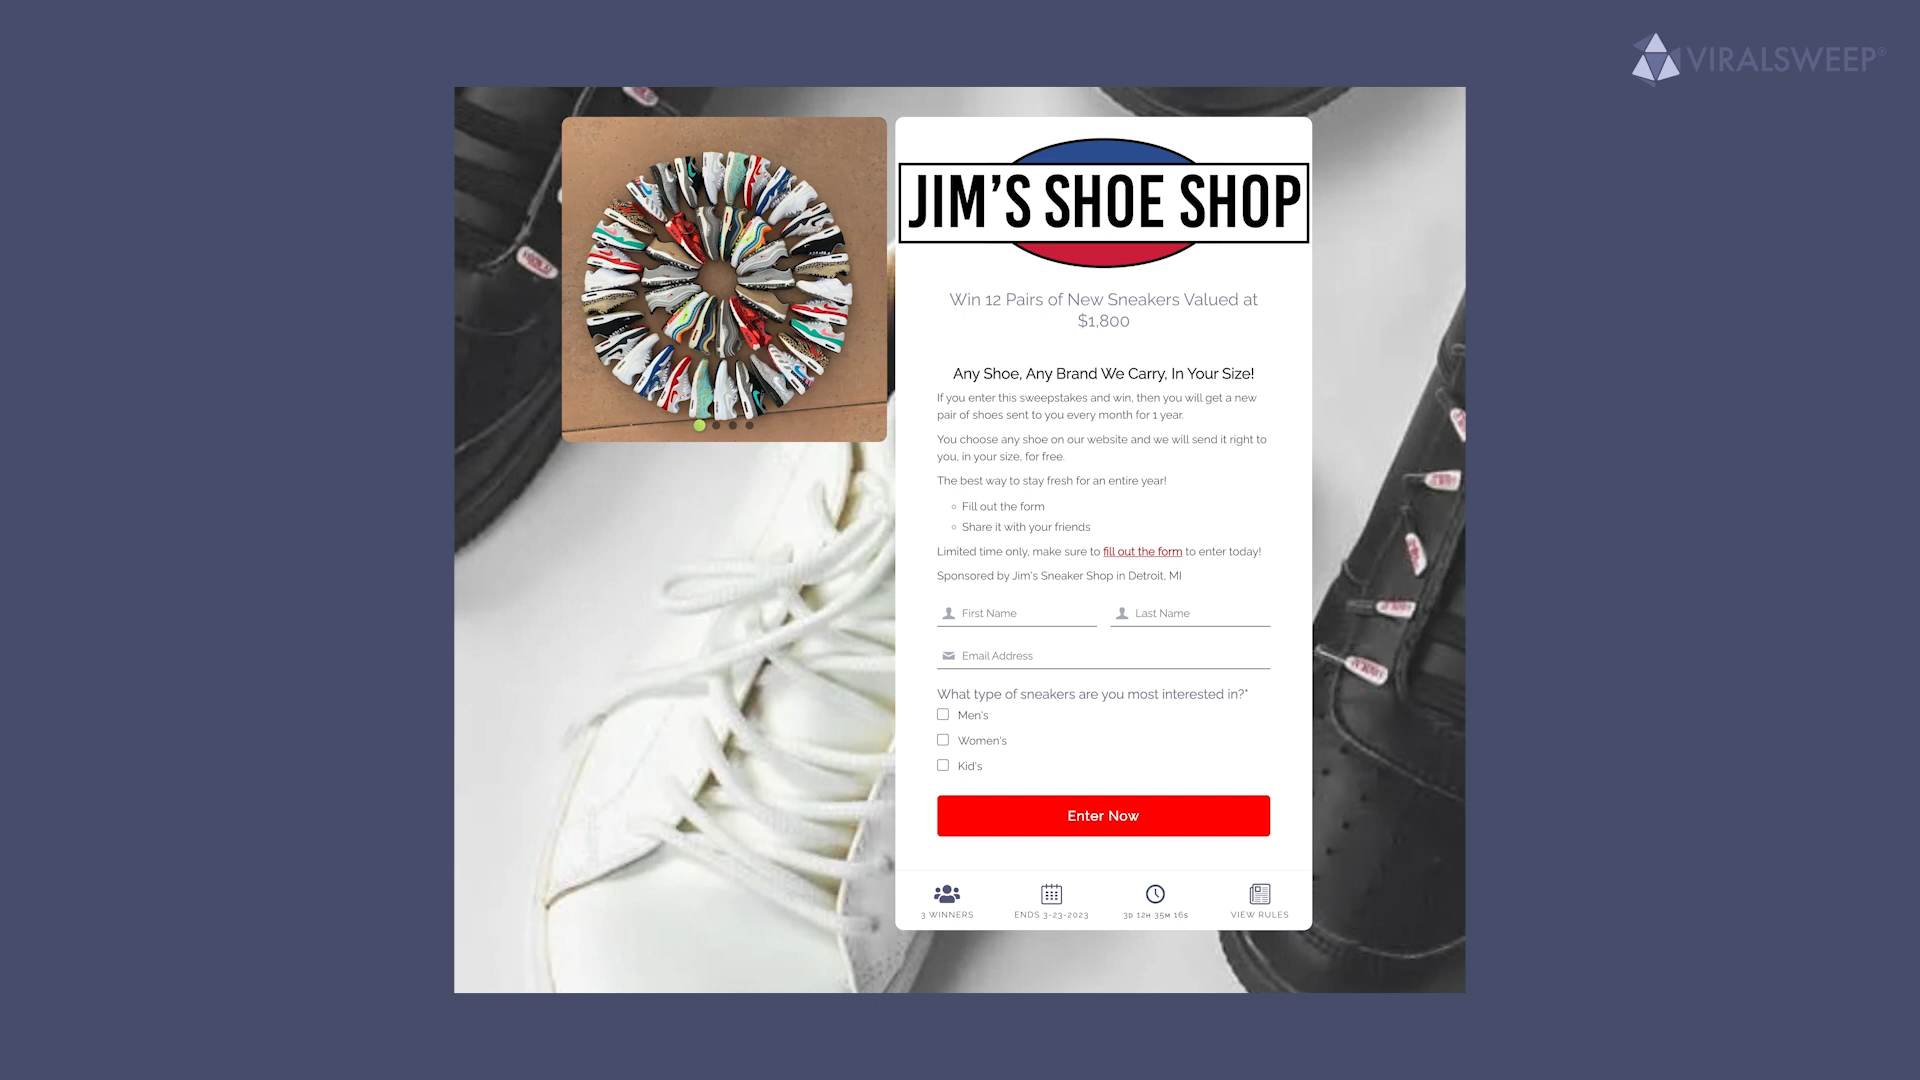 VIRALSWEEP®
JIM'S SHOE SHOP
Win 12 Pairs of New Sneakers Valued at
$1,800
Any Shoe, Any Brand We Carry, In Your Size!
If you enter this sweepstakes and win, then you will get a new
pair of shoes sent to you every month for 1 year.
You choose any shoe on our website and we will send it right to
you, in your size, for free.
The best way to stay fresh for an entire year!
Fill out the form
Share it with your friends
Limited time only, make sure to fill out the form to enter today!
Sponsored by Jim's Sneaker Shop in Detroit, MI
First Name Last Name
Email Address
What type of sneakers are you most interested in?*
Men's
Women's
Kid's
Enter Now
3 WINNERS ENDS 3-23-2023 3D 12H 35M 16S VIEW RULES